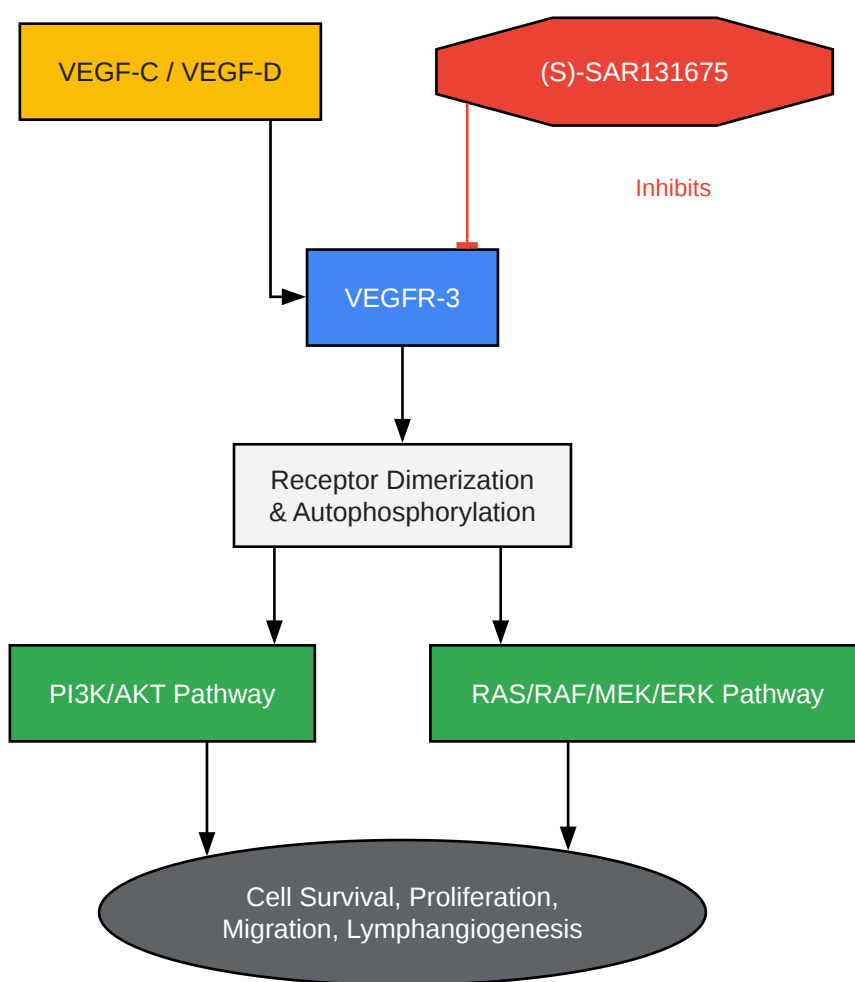 VEGF-C / VEGF-D
(S)-SAR131675
Inhibits
VEGFR-3
Receptor Dimerization
& Autophosphorylation
PI3K/AKT Pathway
RAS/RAF/MEK/ERK Pathway
Cell Survival, Proliferation,
Migration, Lymphangiogenesis